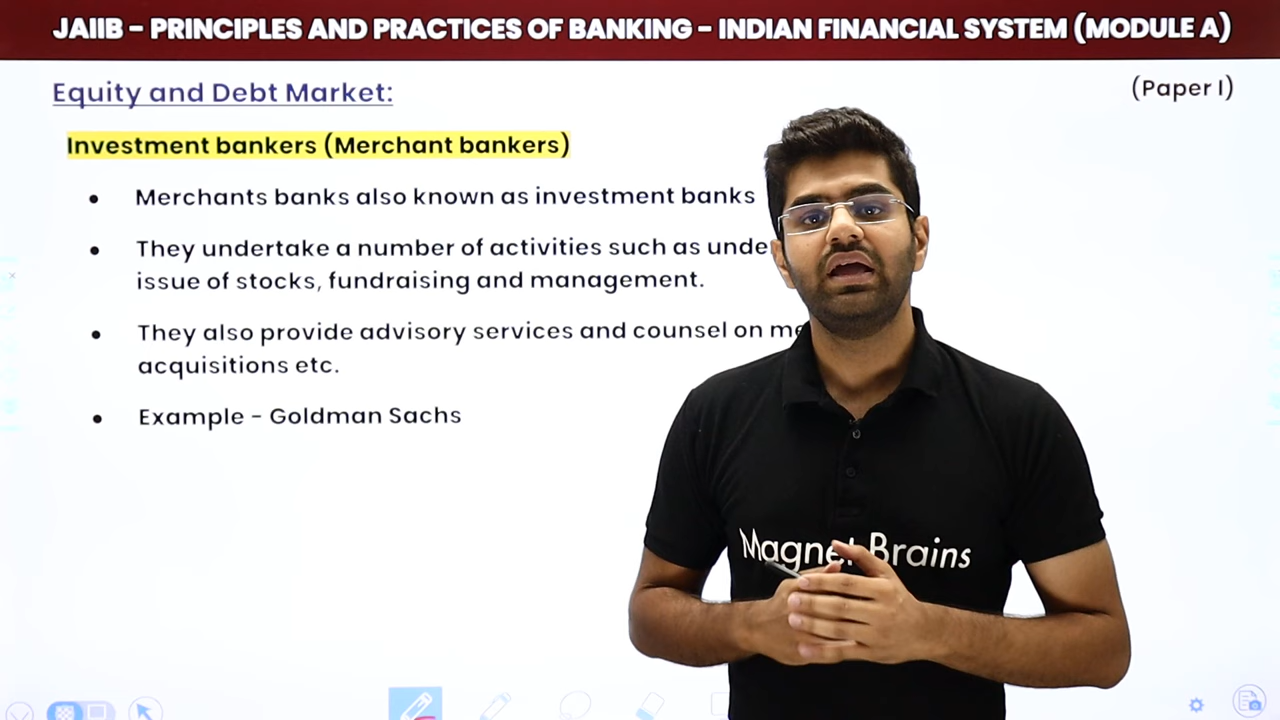 JAIIB – PRINCIPLES AND PRACTICES OF BANKING – INDIAN FINANCIAL SYSTEM (MODULE A)
Equity and Debt Market:
(Paper I)
Investment bankers (Merchant bankers)
• Merchants banks also known as investment banks
• They undertake a number of activities such as
issue of stocks, fundraising and management.
• They also provide advisory services and counsel on
acquisitions etc.
• Example – Goldman Sachs
Magnet Brains